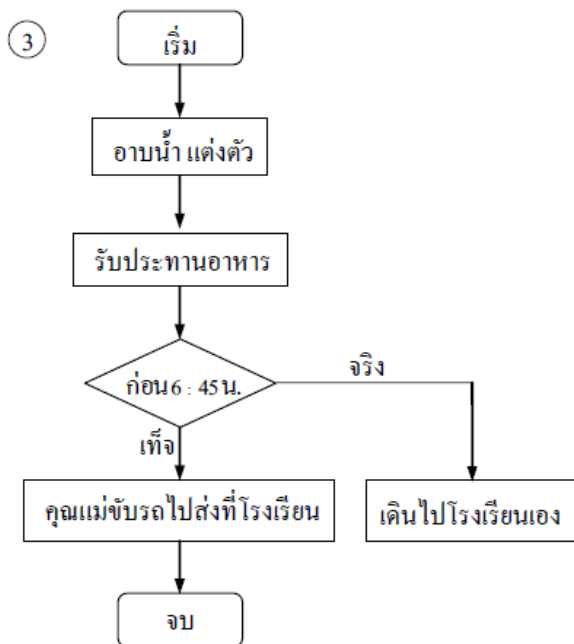 3
เริ่ม
อาบน้ำ แต่งตัว
รับประทานอาหาร
ก่อน 6 : 45 น.
จริง
เท็จ
คุณแม่ขับรถไปส่งที่โรงเรียน
เดินไปโรงเรียนเอง
จบ